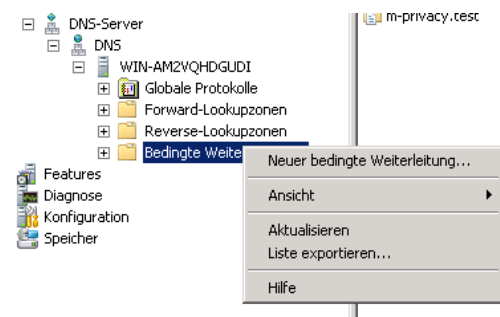 DNS-Server
DNS
WIN-AM2VQHDGUDI
Globale Protokolle
Forward-Lookupzonen
Reverse-Lookupzonen
Bedingte Weite
Features
Diagnose
Konfiguration
Speicher
m-privacy.test
Neuer bedingte Weiterleitung...
Ansicht
Aktualisieren
Liste exportieren...
Hilfe